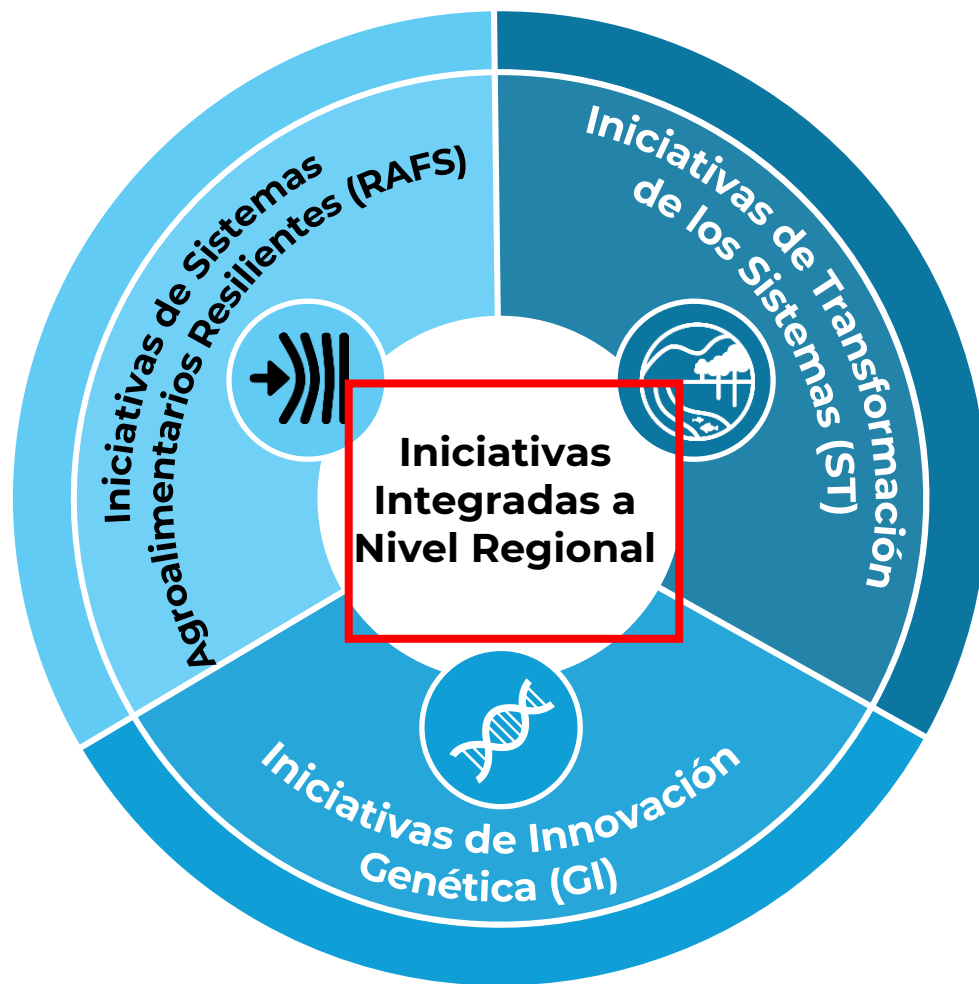 Iniciativas de Sistemas
Agroalimentarios Resilientes (RAFS)
Iniciativas de Transformación
de los Sistemas (ST)
Iniciativas
Integradas a
Nivel Regional
Iniciativas de Innovación
Genética (GI)